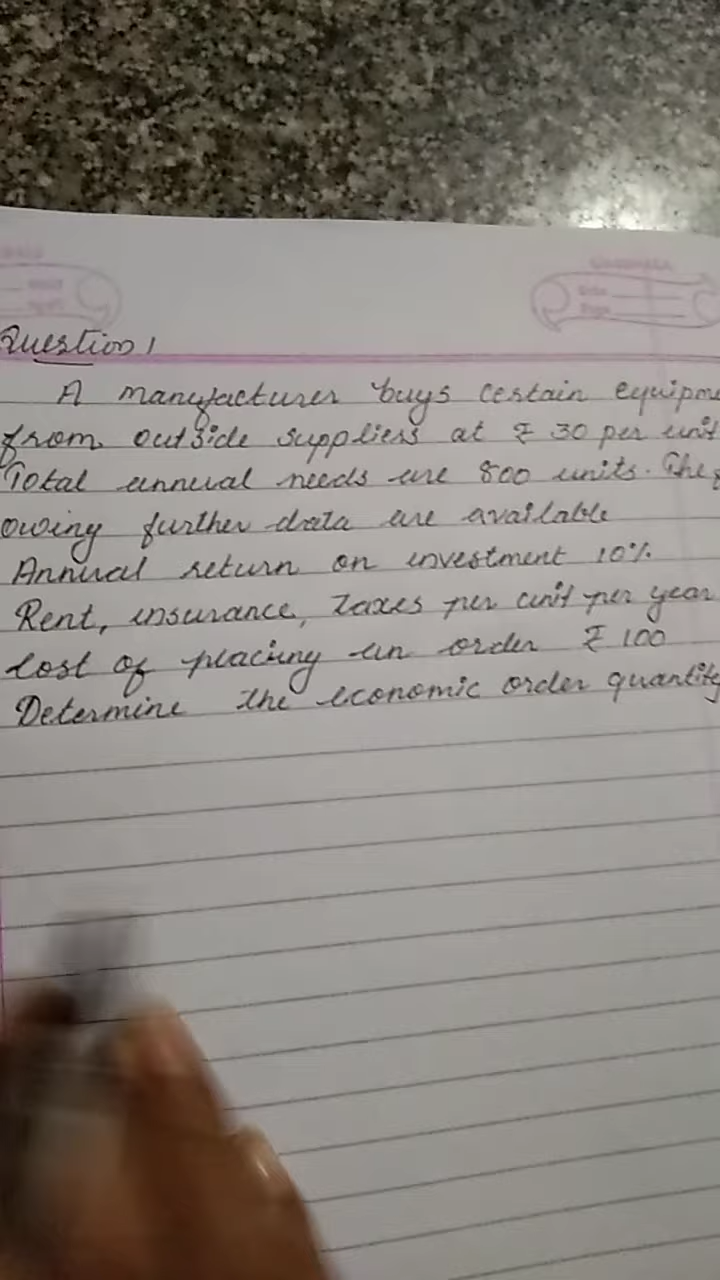 Question 1
A manufacturer buys certain equipme
from outside suppliers at ₹ 30 per unit
Total annual needs are 800 units. The f
owing further data are available
Annual return on investment 10%
Rent, insurance, Taxes per unit per year
Cost of placing an order ₹ 100
Determine the economic order quantity